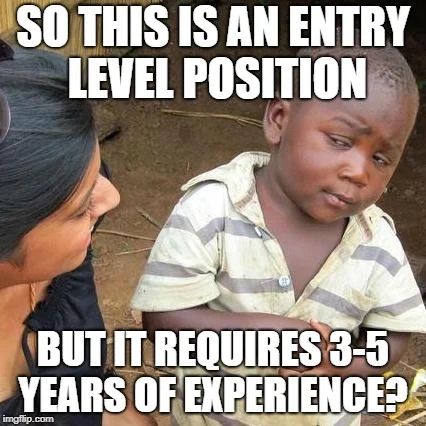 SO THIS IS AN ENTRY
LEVEL POSITION
BUT IT REQUIRES 3-5
YEARS OF EXPERIENCE?
imgflip.com